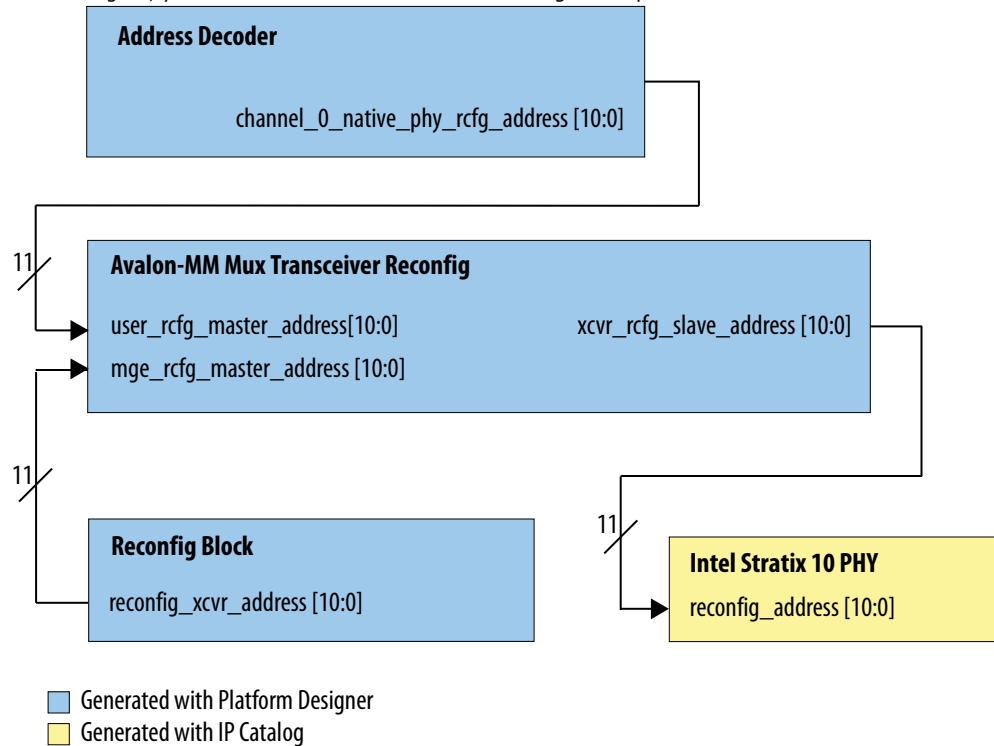 Address Decoder
channel_0_native_phy_rcfg_address [10:0]
11
Avalon-MM Mux Transceiver Reconfig
user_rcfg_master_address[10:0] xcvr_rcfg_slave_address [10:0]
mge_rcfg_master_address [10:0]
11
11
Reconfig Block
reconfig_xcvr_address [10:0]
Intel Stratix 10 PHY
reconfig_address [10:0]
Generated with Platform Designer
Generated with IP Catalog